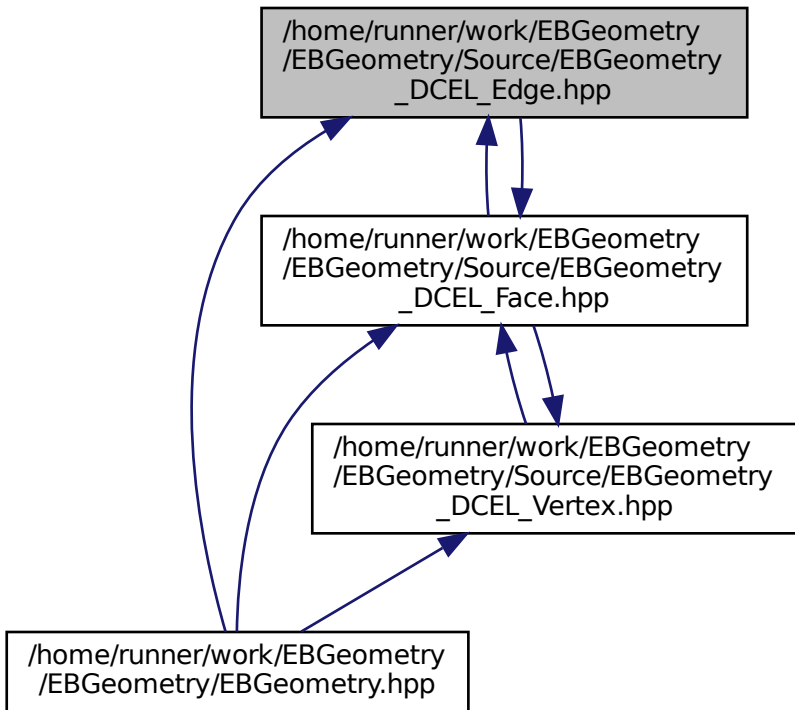 /home/runner/work/EBGeometry
/EBGeometry/Source/EBGeometry
_DCEL_Edge.hpp
/home/runner/work/EBGeometry
/EBGeometry/Source/EBGeometry
_DCEL_Face.hpp
/home/runner/work/EBGeometry
/EBGeometry/Source/EBGeometry
_DCEL_Vertex.hpp
/home/runner/work/EBGeometry
/EBGeometry/EBGeometry.hpp